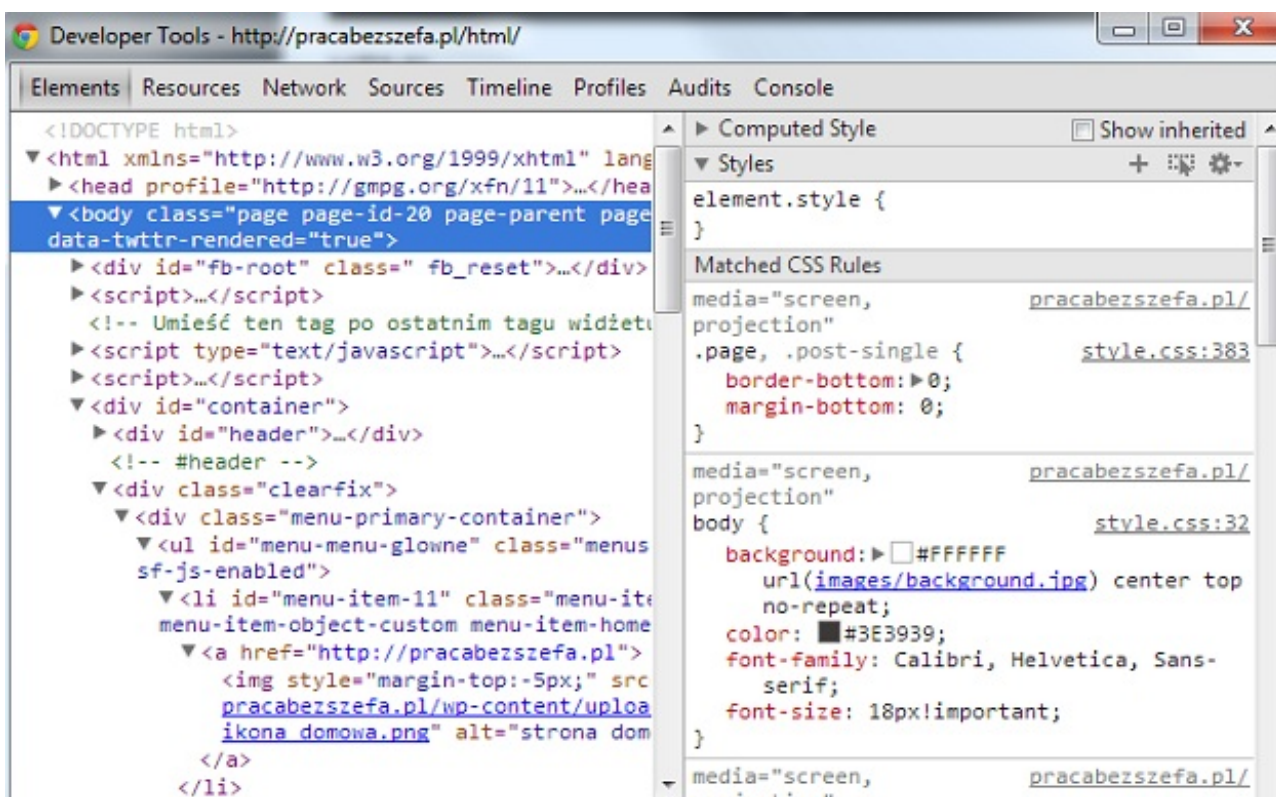 Developer Tools - http://pracabezszefa.pl/html/
Elements Resources Network Sources Timeline Profiles Audits Console
<!DOCTYPE html>
▼<html xmlns="http://www.w3.org/1999/xhtml" lang
▶<head profile="http://gmpg.org/xfn/11">…</hea
▼<body class="page page-id-20 page-parent page
data-twttr-rendered="true">
▶<div id="fb-root" class=" fb_reset">…</div>
▶<script>…</script>
<!-- Umieść ten tag po ostatnim tagu widżetu
▶<script type="text/javascript">…</script>
▶<script>…</script>
▼<div id="container">
▶<div id="header">…</div>
<!-- #header -->
▼<div class="clearfix">
▼<div class="menu-primary-container">
▼<ul id="menu-menu-glowne" class="menus
sf-js-enabled">
▼<li id="menu-item-11" class="menu-ite
menu-item-object-custom menu-item-home
▼<a href="http://pracabezszefa.pl">
<img style="margin-top:-5px;" src
pracabezszefa.pl/wp-content/uploa
ikona_domowa.png" alt="strona dom
</a>
</li>
▶ Computed Style Show inherited
▼ Styles
element.style {
}
Matched CSS Rules
media="screen, pracabezszefa.pl/
projection"
.page, .post-single { style.css:383
border-bottom:▶0;
margin-bottom: 0;
}
media="screen, pracabezszefa.pl/
projection"
body { style.css:32
background:▶#FFFFFF
url(images/background.jpg) center top
no-repeat;
color: #3E3939;
font-family: Calibri, Helvetica, Sans-
serif;
font-size: 18px!important;
}
media="screen, pracabezszefa.pl/